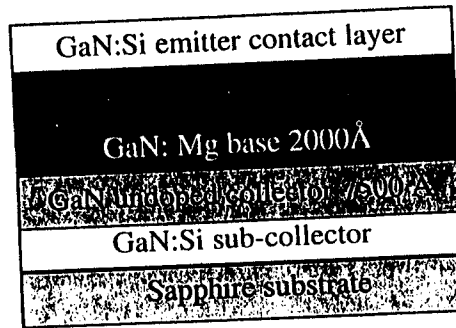 GaN:Si emitter contact layer
GaN: Mg base 2000Å
GaN undoped collector 7500 Å
GaN:Si sub-collector
Sapphire substrate